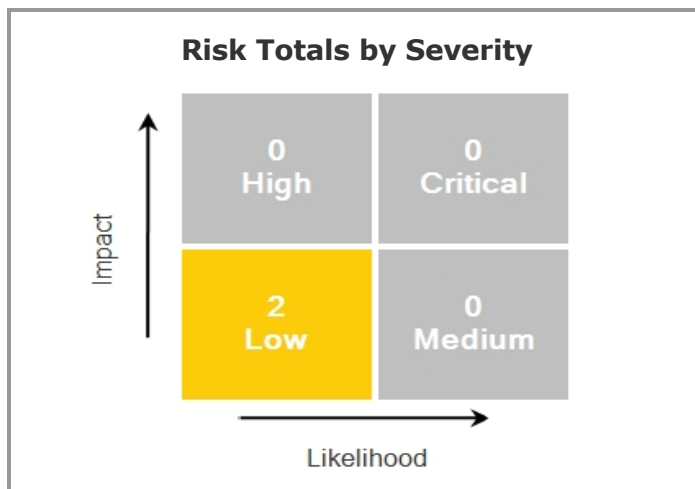 Risk Totals by Severity
0
High
0
Critical
Impact
2
Low
0
Medium
Likelihood